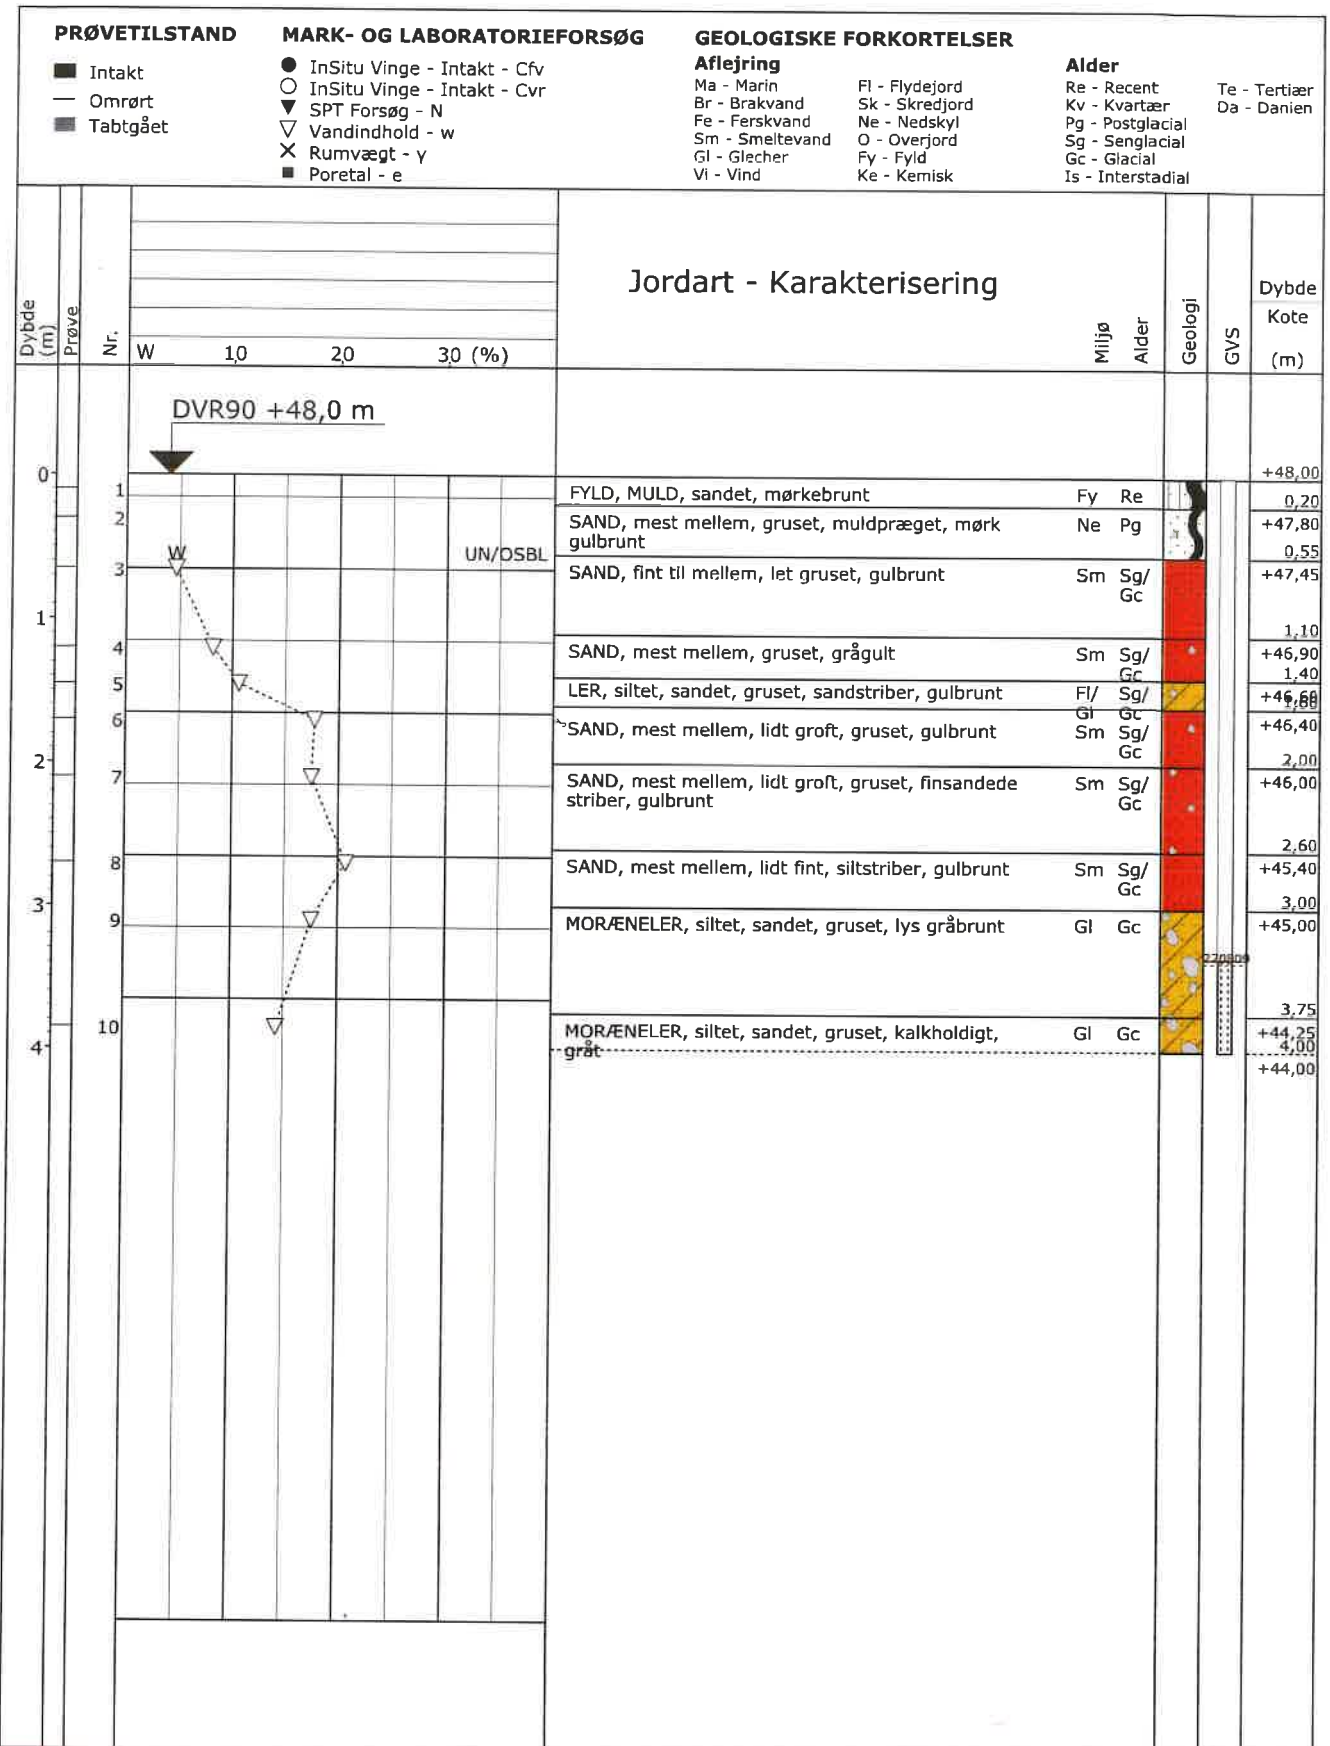 PRØVETILSTAND
Intakt
Omrørt
Tabtgået
MARK- OG LABORATORIEFORSØG
InSitu Vinge - Intakt - Cfv
InSitu Vinge - Intakt - Cvr
SPT Forsøg - N
Vandindhold - w
Rumvægt - γ
Poretal - e
GEOLOGISKE FORKORTELSER
Aflejring
Ma - Marin
Br - Brakvand
Fe - Ferskvand
Sm - Smeltevand
Gl - Glecher
Vi - Vind
Fl - Flydejord
Sk - Skredjord
Ne - Nedskyl
O - Overjord
Fy - Fyld
Ke - Kemisk
Alder
Re - Recent
Kv - Kvartær
Pg - Postglacial
Sg - Senglacial
Gc - Glacial
Is - Interstadial
Te - Tertiær
Da - Danien
Dybde
(m)
Prøve
Nr.
W 1,0 2,0 3,0 (%)
Jordart - Karakterisering
Miljø
Alder
Geologi
GVS
Dybde
Kote
(m)
DVR90 +48,0 m
0
+48,00
1 FYLD, MULD, sandet, mørkebrunt Fy Re
0,20
2 SAND, mest mellem, gruset, muldpræget, mørk Ne Pg +47,80
gulbrunt
W UN/OSBL 0,55
3 SAND, fint til mellem, let gruset, gulbrunt Sm Sg/ +47,45
Gc
1
1,10
4 SAND, mest mellem, gruset, grågult Sm Sg/ +46,90
Gc 1,40
5 LER, siltet, sandet, gruset, sandstriber, gulbrunt Fl/ Sg/ +46,60
Gl Gc 1,60
6 SAND, mest mellem, lidt groft, gruset, gulbrunt Sm Sg/ +46,40
Gc
2
2,00
7 SAND, mest mellem, lidt groft, gruset, finsandede Sm Sg/ +46,00
striber, gulbrunt Gc
2,60
8 SAND, mest mellem, lidt fint, siltstriber, gulbrunt Sm Sg/ +45,40
Gc
3
3,00
9 MORÆNELER, siltet, sandet, gruset, lys gråbrunt Gl Gc +45,00
3,75
10 MORÆNELER, siltet, sandet, gruset, kalkholdigt, Gl Gc +44,25
gråt
4
4,00
+44,00